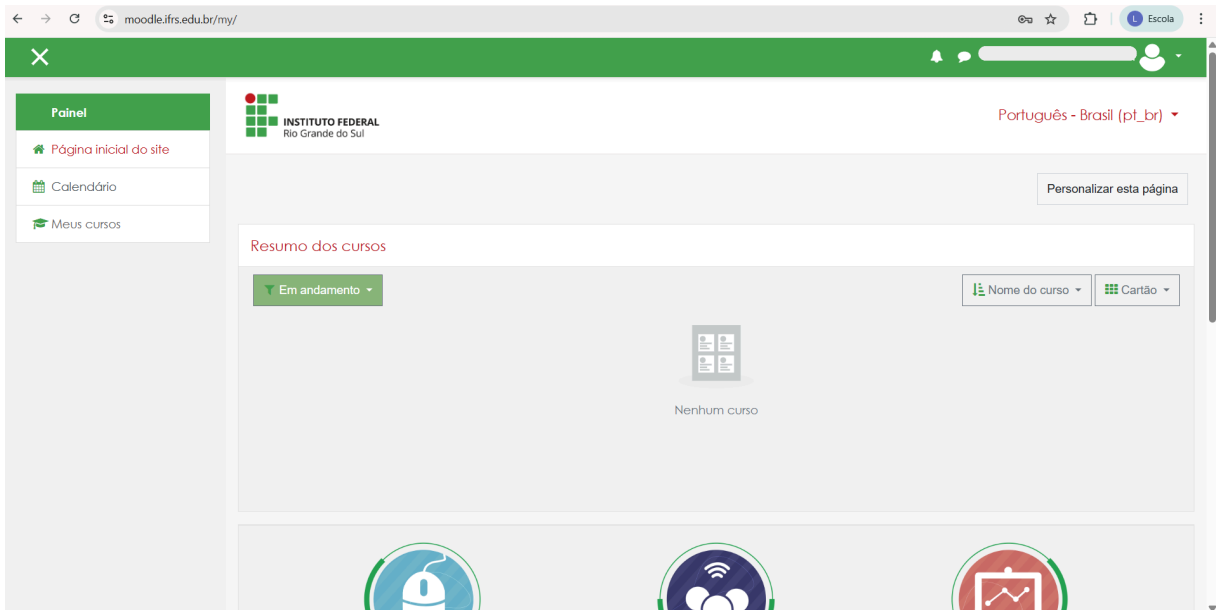 moodle.ifrs.edu.br/my/
L Escola
Painel
Página inicial do site
Calendário
Meus cursos
INSTITUTO FEDERAL
Rio Grande do Sul
Português - Brasil (pt_br)
Personalizar esta página
Resumo dos cursos
Em andamento
Nome do curso
Cartão
Nenhum curso